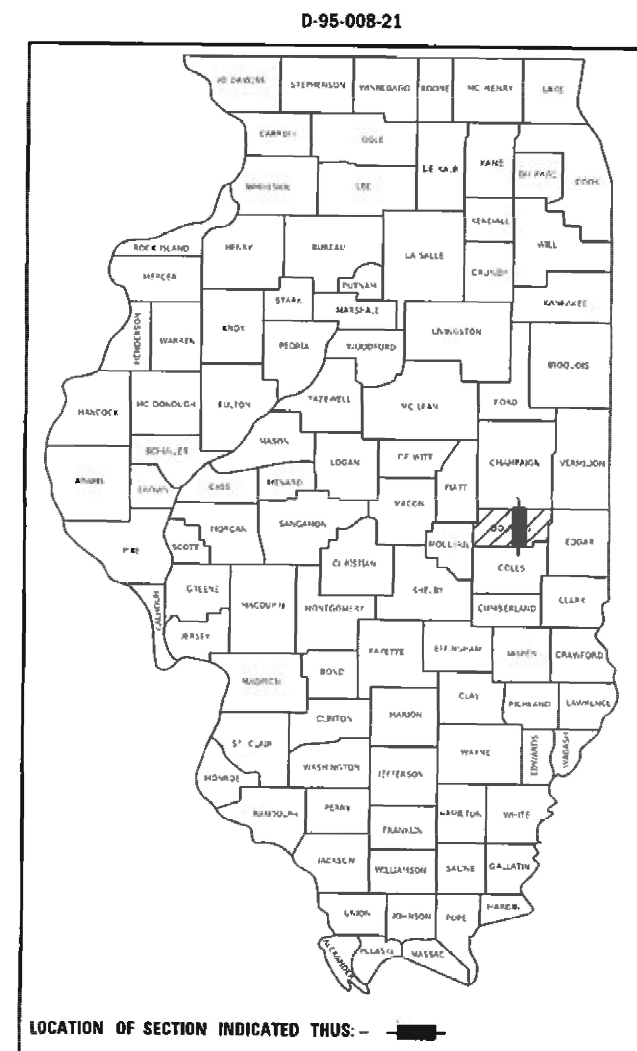 D-95-008-21
JO DAVIESS STEPHENSON WINNEBAGO BOONE MC HENRY LAKE
CARROLL OGLE
DE KALB KANE DU PAGE COOK
WHITESIDE LEE
KENDALL WILL
ROCK ISLAND HENRY BUREAU LA SALLE
GRUNDY
MERCER PUTNAM
STARK MARSHALL KANKAKEE
HENDERSON WARREN KNOX PEORIA WOODFORD LIVINGSTON
IROQUOIS
HANCOCK MC DONOUGH FULTON TAZEWELL MC LEAN FORD
MASON
SCHUYLER LOGAN DE WITT CHAMPAIGN VERMILION
ADAMS BROWN CASS MENARD PIATT
MACON
PIKE SCOTT MORGAN SANGAMON MOULTRIE EDGAR
CHRISTIAN COLES
CALHOUN GREENE MACOUPIN MONTGOMERY SHELBY CUMBERLAND CLARK
JERSEY
FAYETTE EFFINGHAM JASPER CRAWFORD
MADISON BOND
CLAY RICHLAND LAWRENCE
CLINTON MARION
ST. CLAIR WAYNE EDWARDS WABASH
MONROE WASHINGTON JEFFERSON
RANDOLPH PERRY HAMILTON WHITE
FRANKLIN
JACKSON WILLIAMSON SALINE GALLATIN
UNION JOHNSON POPE HARDIN
ALEXANDER PULASKI MASSAC
LOCATION OF SECTION INDICATED THUS: –